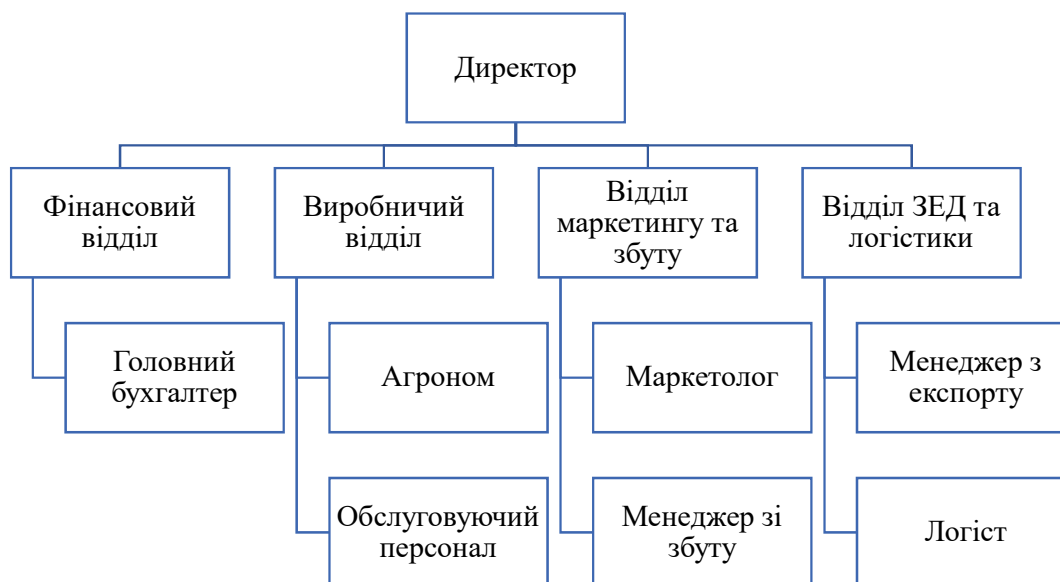 Директор
Фінансовий
відділ
Виробничий
відділ
Відділ
маркетингу та
збуту
Відділ ЗЕД та
логістики
Головний
бухгалтер
Агроном
Маркетолог
Менеджер з
експорту
Обслуговуючий
персонал
Менеджер зі
збуту
Логіст